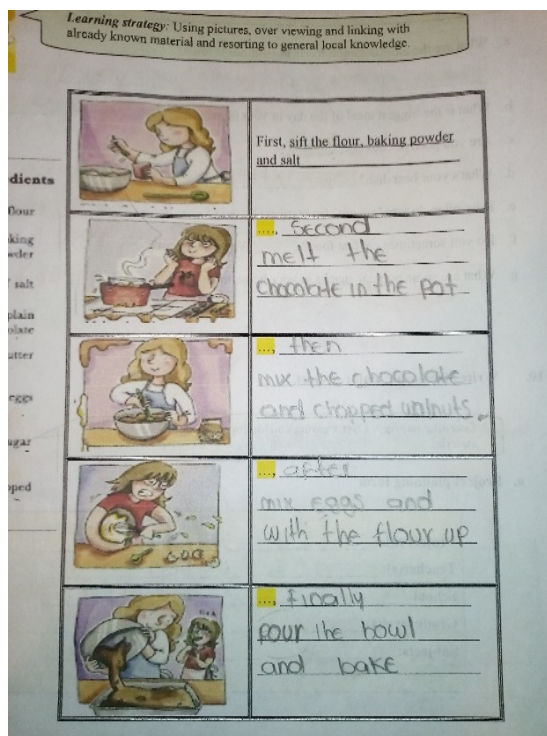 Learning strategy: Using pictures, over viewing and linking with
already known material and resorting to general local knowledge.
dients
flour
king
wder
salt
plain
olate
utter
eggs
ugar
pped
First, sift the flour, baking powder
and salt
..., Second
melt the
chocolate in the pot
..., then
mix the chocolate
and chopped walnuts.
..., after
mix eggs and
with the flour up
..., finally
pour the bowl
and bake